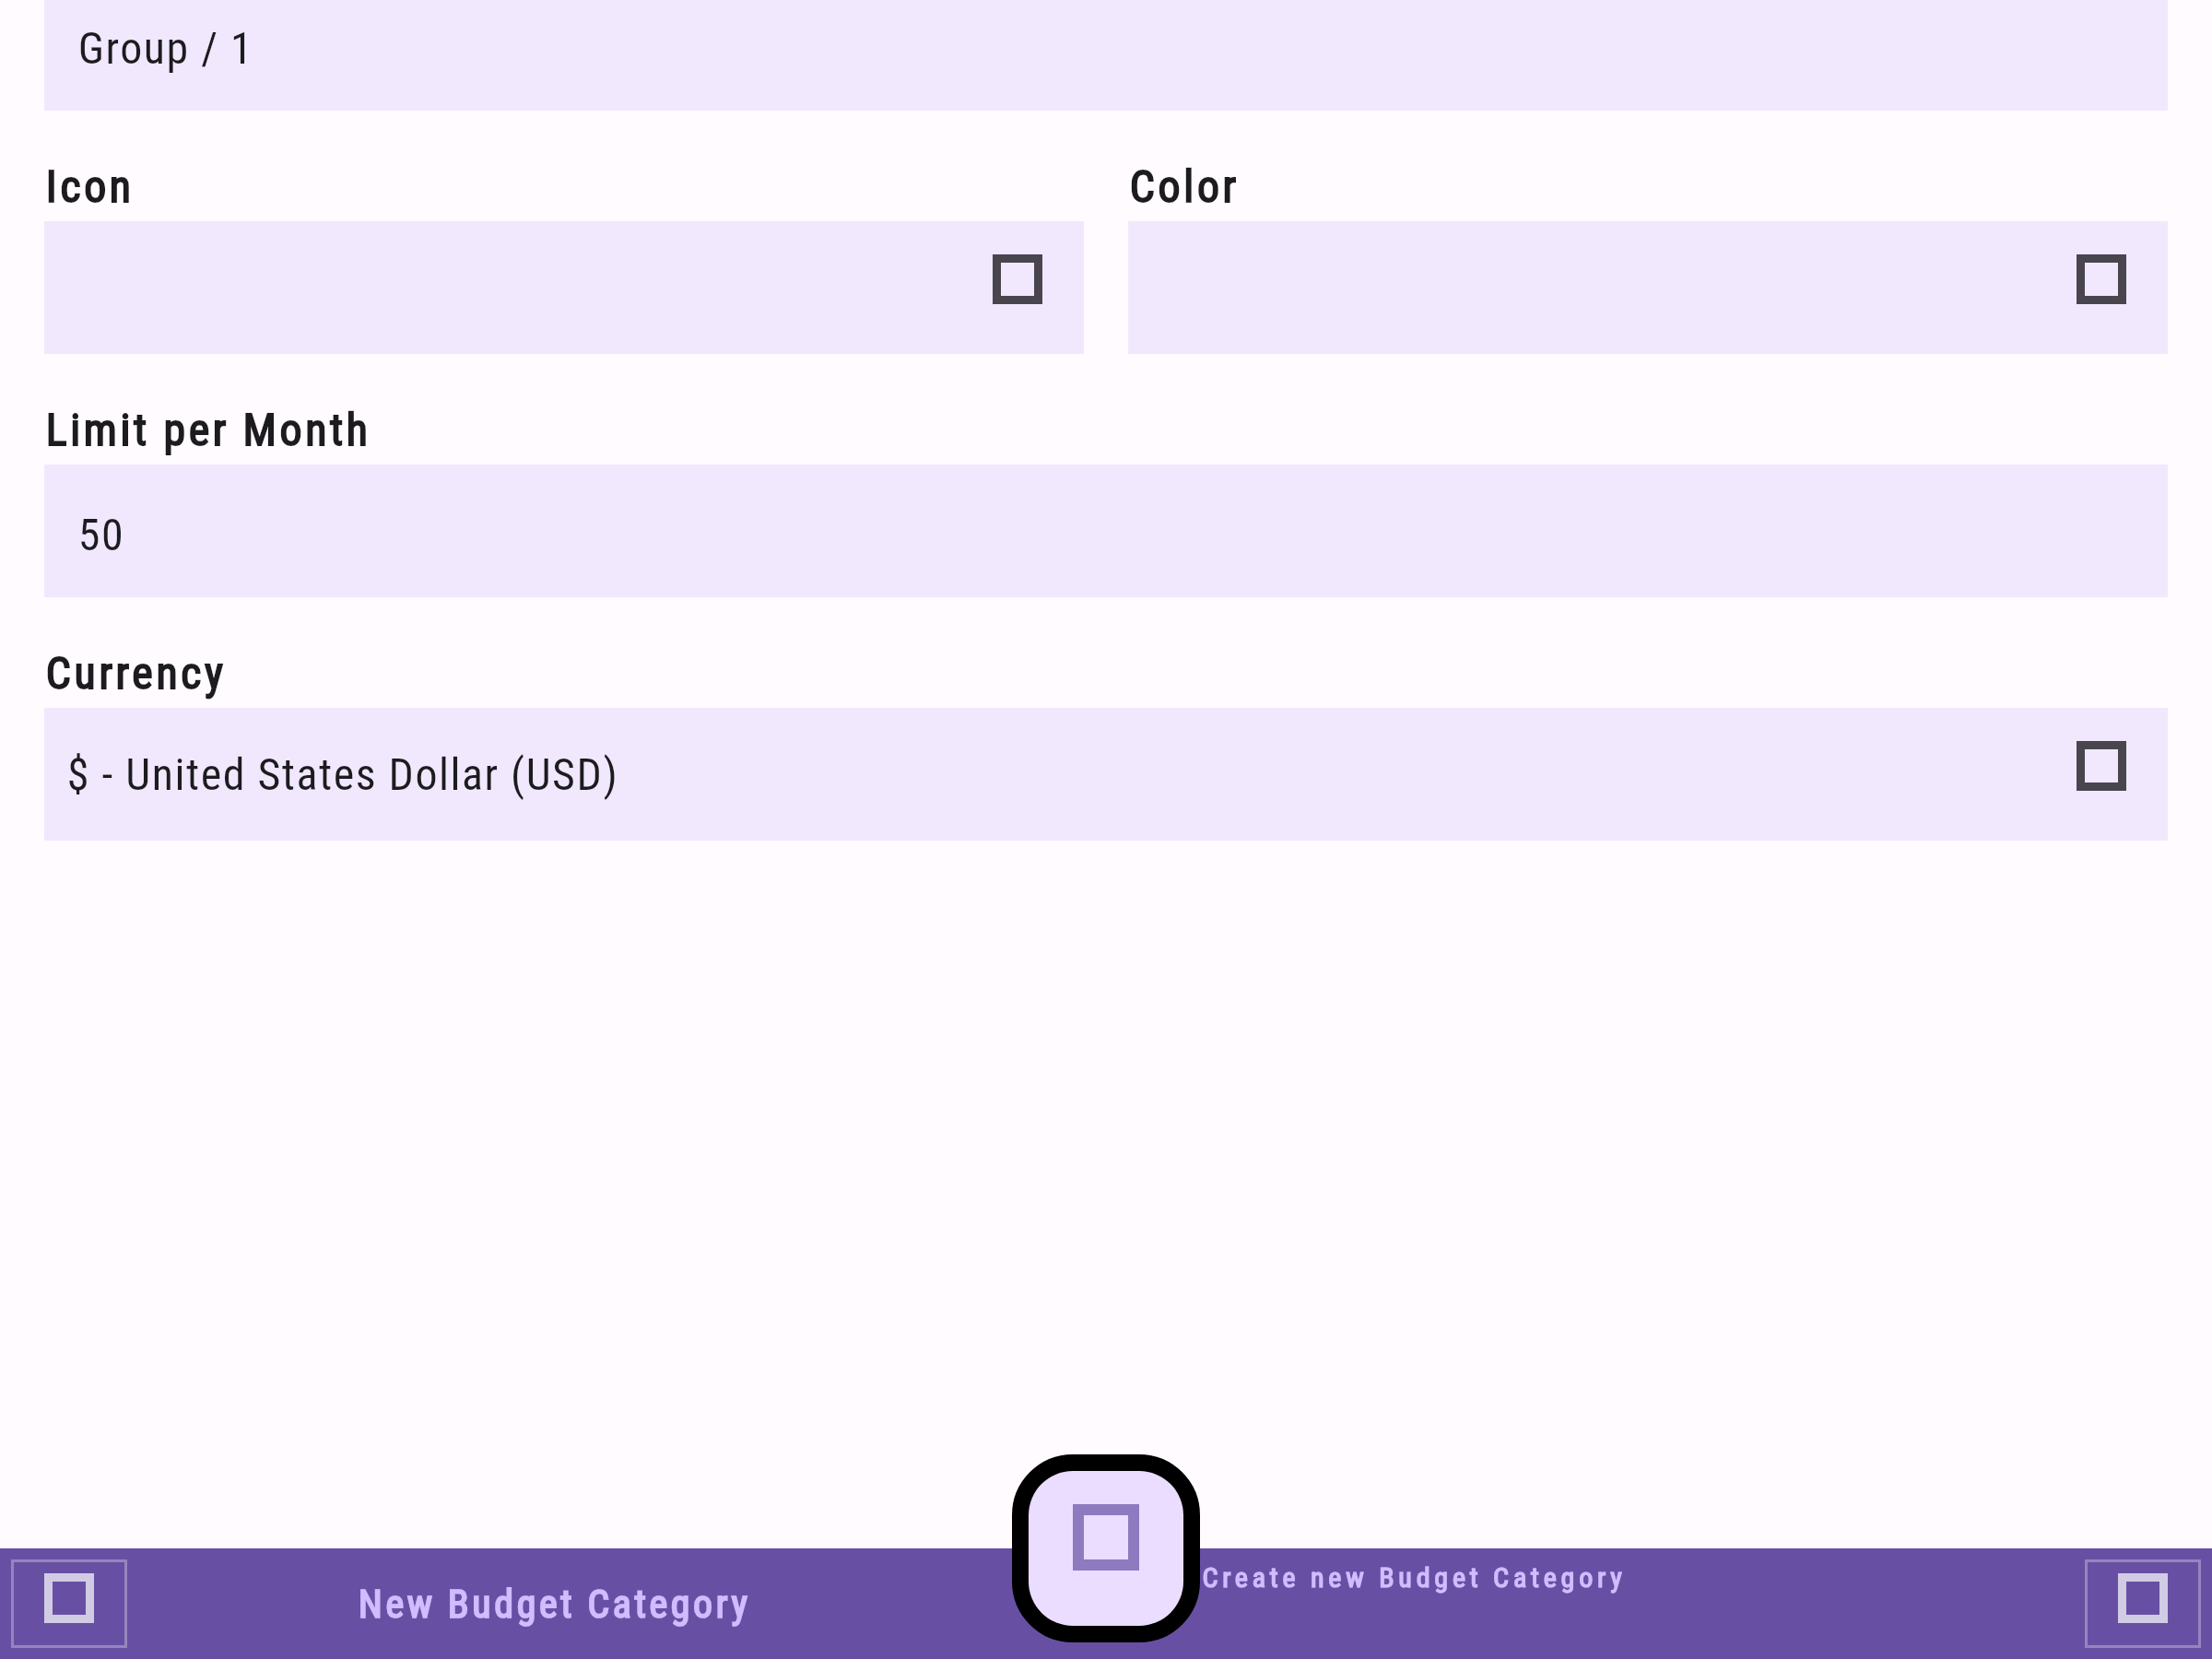 Group / 1
Icon
Color
Limit per Month
50
Currency
$ - United States Dollar (USD)
New Budget Category
Create new Budget Category